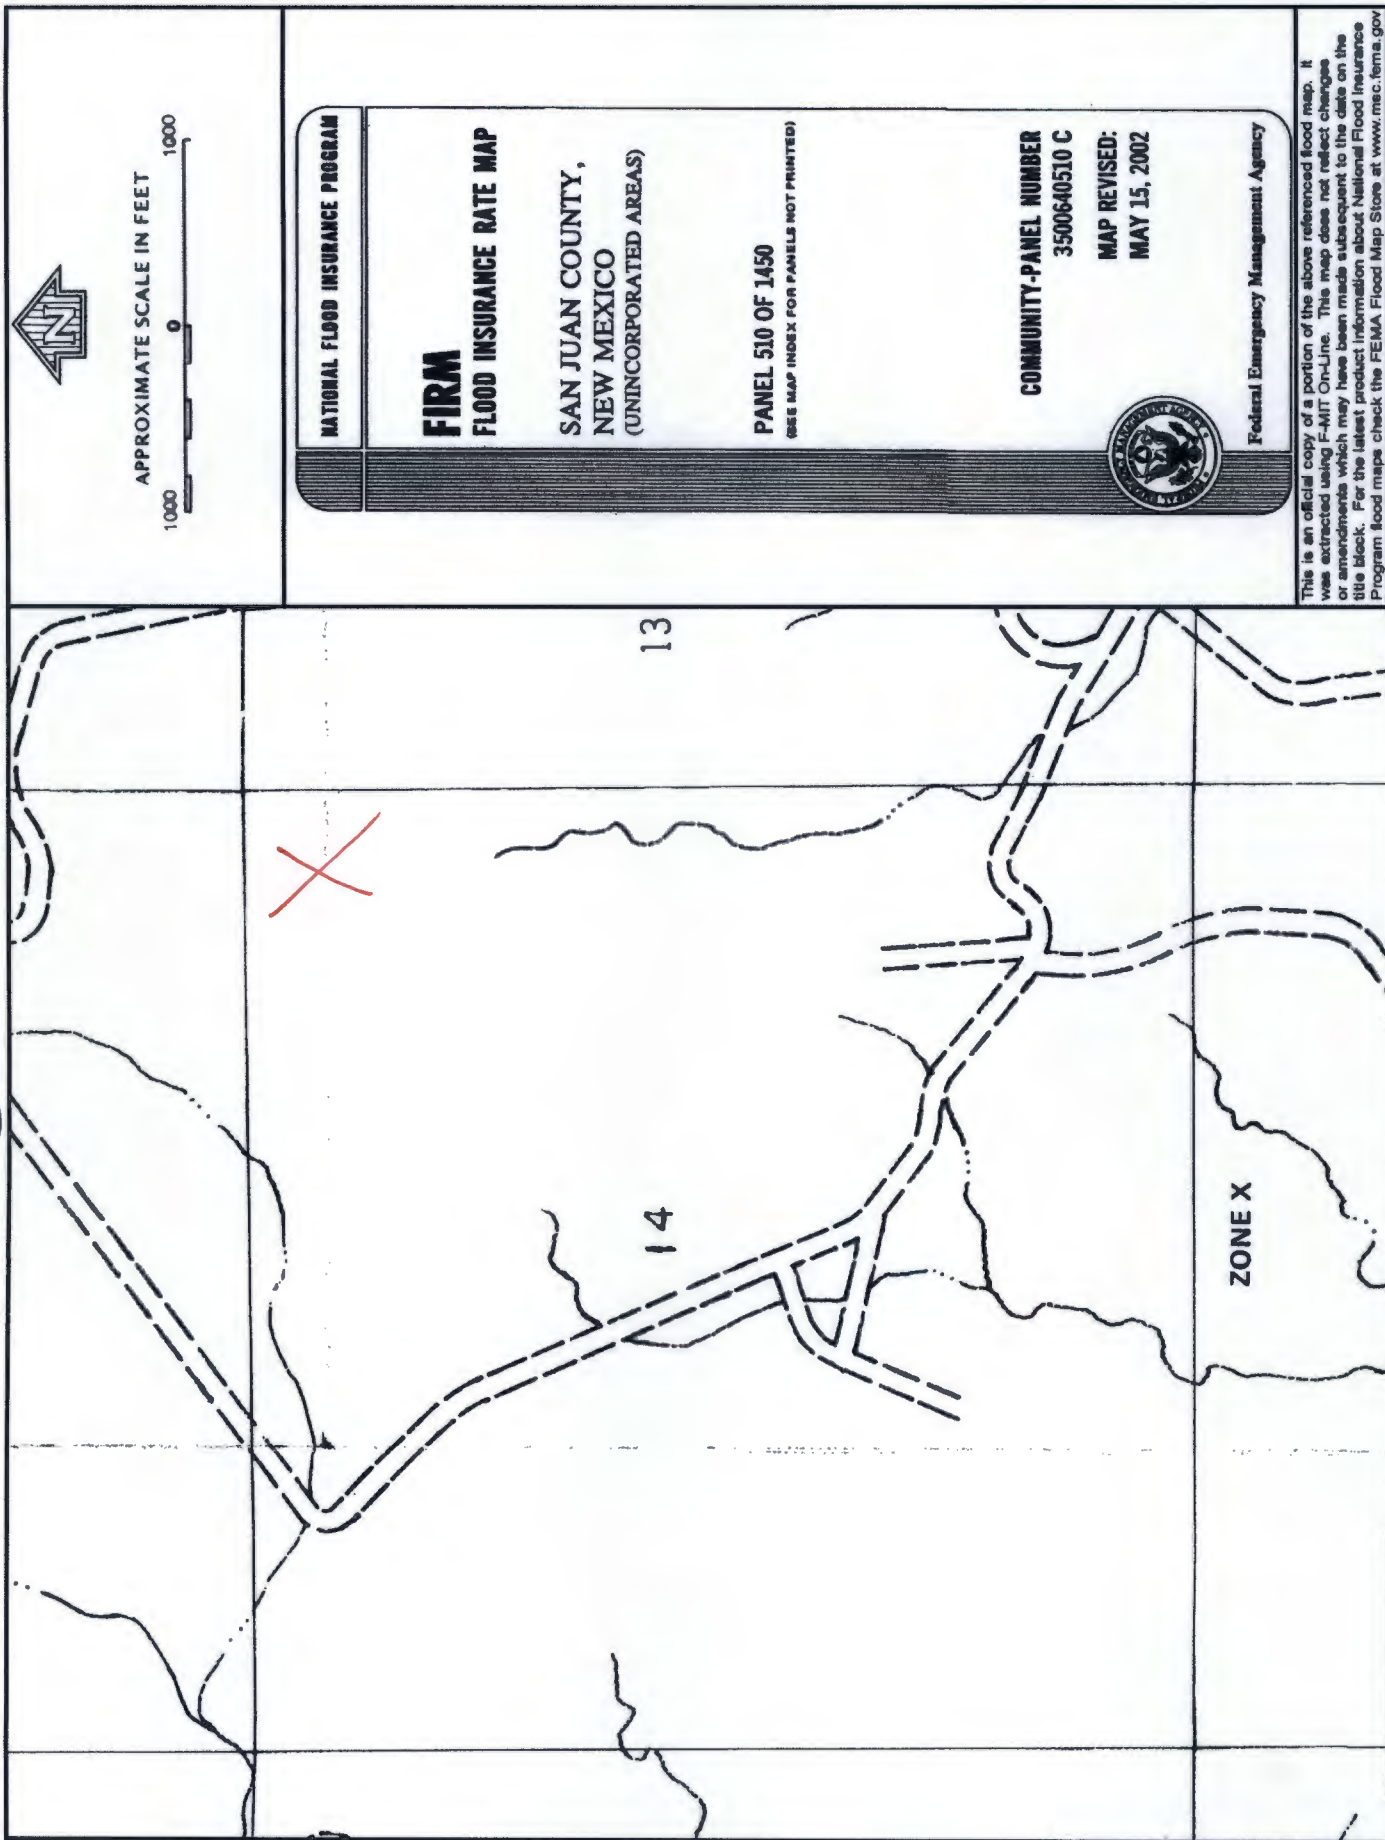 APPROXIMATE SCALE IN FEET
1000 0 1000
N
NATIONAL FLOOD INSURANCE PROGRAM
FIRM
FLOOD INSURANCE RATE MAP
SAN JUAN COUNTY,
NEW MEXICO
(UNINCORPORATED AREAS)
PANEL 510 OF 1450
(SEE MAP INDEX FOR PANELS NOT PRINTED)
COMMUNITY-PANEL NUMBER
3500640510 C
MAP REVISED:
MAY 15, 2002
Federal Emergency Management Agency
This is an official copy of a portion of the above referenced flood map. It
was extracted using F-MIT On-Line. This map does not reflect changes
or amendments which may have been made subsequent to the date on the
title block. For the latest product information about National Flood Insurance
Program flood maps check the FEMA Flood Map Store at www.msc.fema.gov
13
14
ZONE X